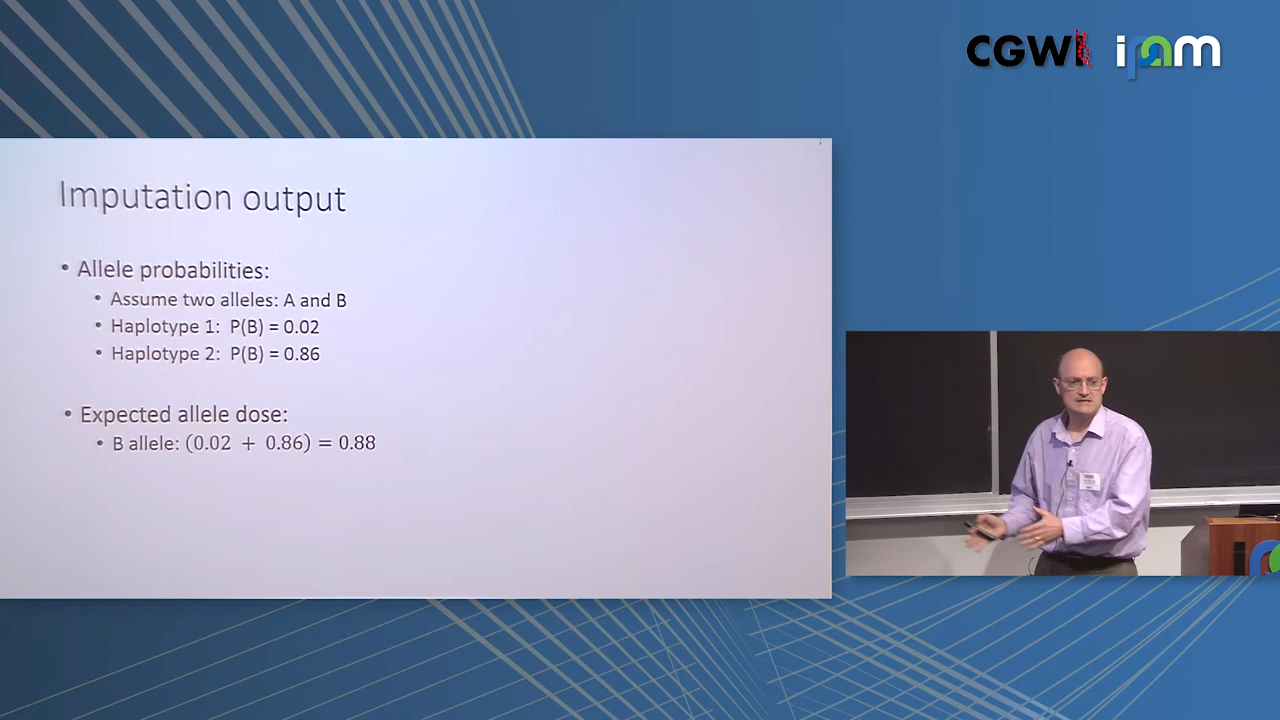 CGWI ipam
Imputation output
• Allele probabilities:
• Assume two alleles: A and B
• Haplotype 1: P(B) = 0.02
• Haplotype 2: P(B) = 0.86
• Expected allele dose:
• B allele: (0.02 + 0.86) = 0.88